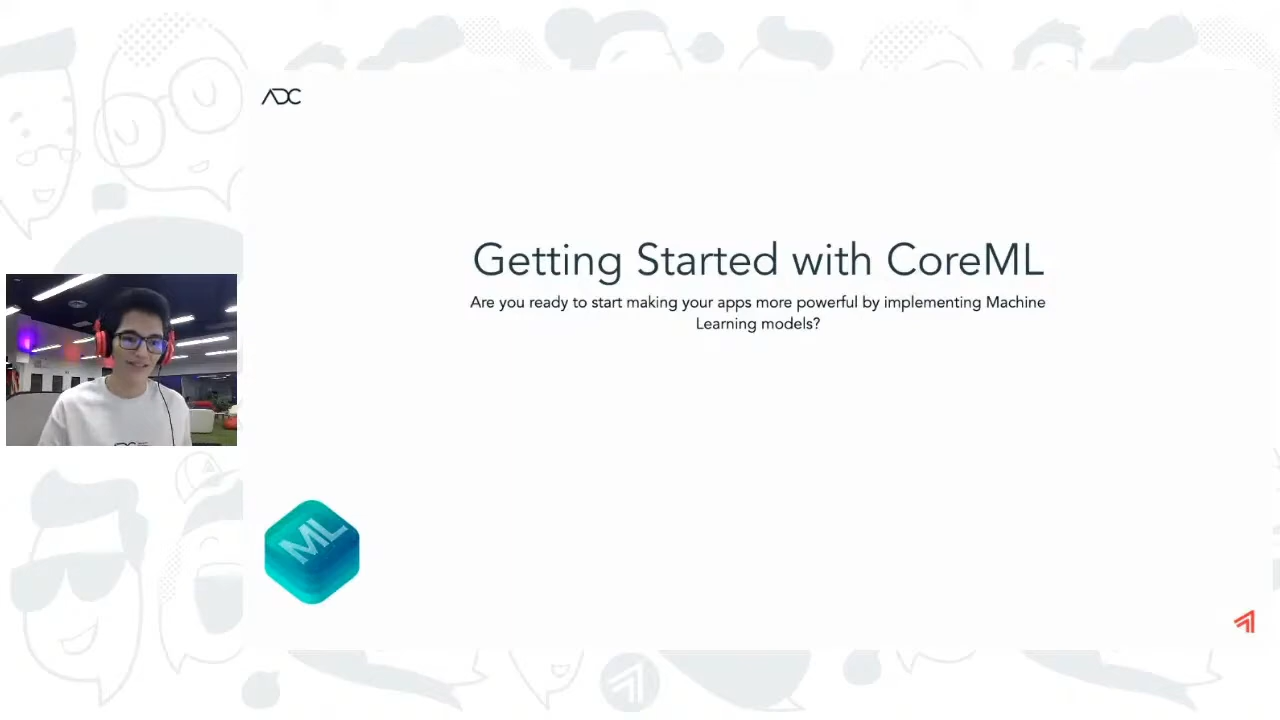 ADC
Getting Started with CoreML
Are you ready to start making your apps more powerful by implementing Machine
Learning models?
ML